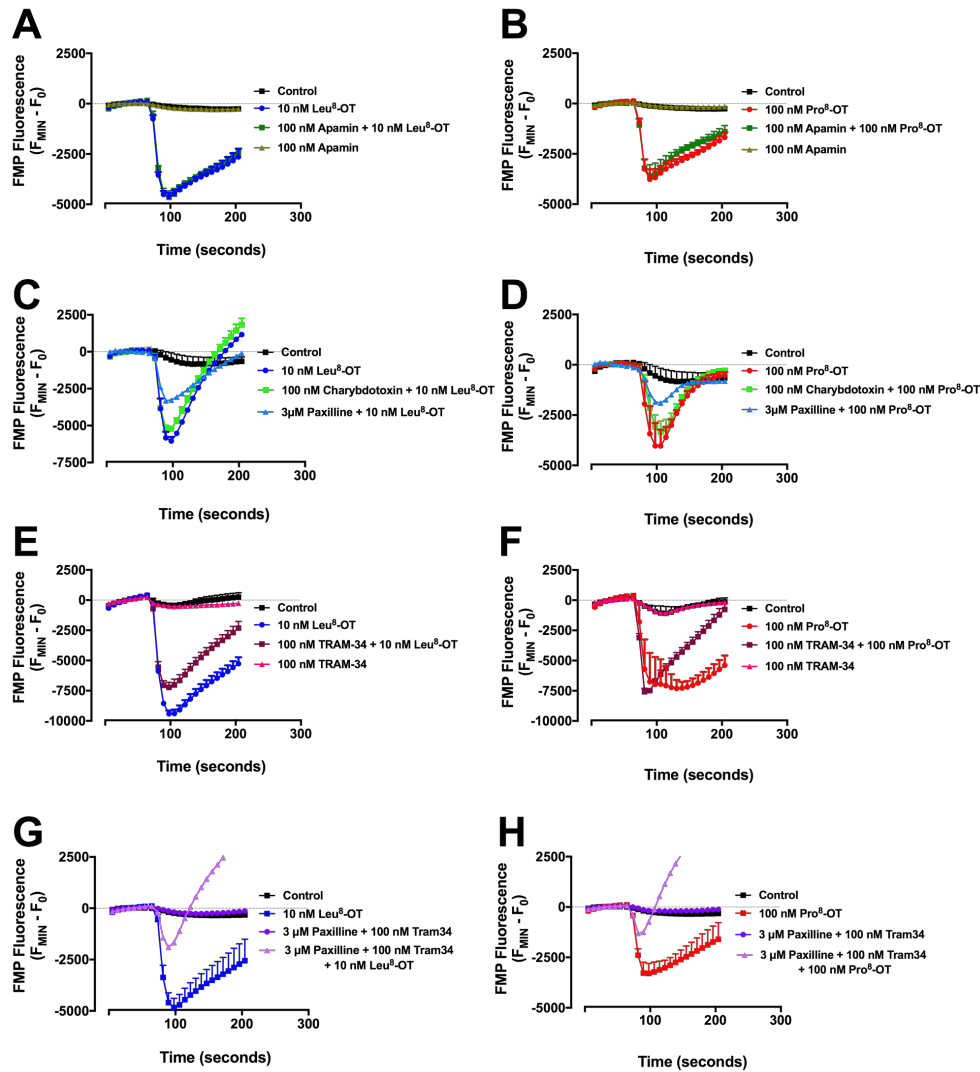 A
FMP Fluorescence
(FMIN - F0)
2500
0
-2500
-5000
100
200
300
Time (seconds)
Control
10 nM Leu8-OT
100 nM Apamin + 10 nM Leu8-OT
100 nM Apamin
B
FMP Fluorescence
(FMIN - F0)
2500
0
-2500
-5000
100
200
300
Time (seconds)
Control
100 nM Pro8-OT
100 nM Apamin + 100 nM Pro8-OT
100 nM Apamin
C
FMP Fluorescence
(FMIN - F0)
2500
0
-2500
-5000
-7500
100
200
300
Time (seconds)
Control
10 nM Leu8-OT
100 nM Charybdotoxin + 10 nM Leu8-OT
3µM Paxilline + 10 nM Leu8-OT
D
FMP Fluorescence
(FMIN - F0)
2500
0
-2500
-5000
100
200
300
Time (seconds)
Control
100 nM Pro8-OT
100 nM Charybdotoxin + 100 nM Pro8-OT
3µM Paxilline + 100 nM Pro8-OT
E
FMP Fluorescence
(FMIN - F0)
2500
0
-2500
-5000
-7500
-10000
100
200
300
Time (seconds)
Control
10 nM Leu8-OT
100 nM TRAM-34 + 10 nM Leu8-OT
100 nM TRAM-34
F
FMP Fluorescence
(FMIN - F0)
2500
0
-2500
-5000
-7500
-10000
100
200
300
Time (seconds)
Control
100 nM Pro8-OT
100 nM TRAM-34 + 100 nM Pro8-OT
100 nM TRAM-34
G
FMP Fluorescence
(FMIN - F0)
2500
0
-2500
-5000
100
200
300
Time (seconds)
Control
10 nM Leu8-OT
3 µM Paxilline + 100 nM Tram34
3 µM Paxilline + 100 nM Tram34
+ 10 nM Leu8-OT
H
FMP Fluorescence
(FMIN - F0)
2500
0
-2500
-5000
100
200
300
Time (seconds)
Control
100 nM Pro8-OT
3 µM Paxilline + 100 nM Tram34
3 µM Paxilline + 100 nM Tram34
+ 100 nM Pro8-OT